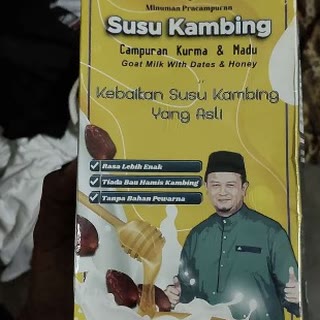 Minuman Pracampuran
Susu Kambing
Campuran Kurma & Madu
Goat Milk With Dates & Honey
Kebaikan Susu Kambing
Yang Asli
Rasa Lebih Enak
Tiada Bau Hamis Kambing
Tanpa Bahan Pewarna